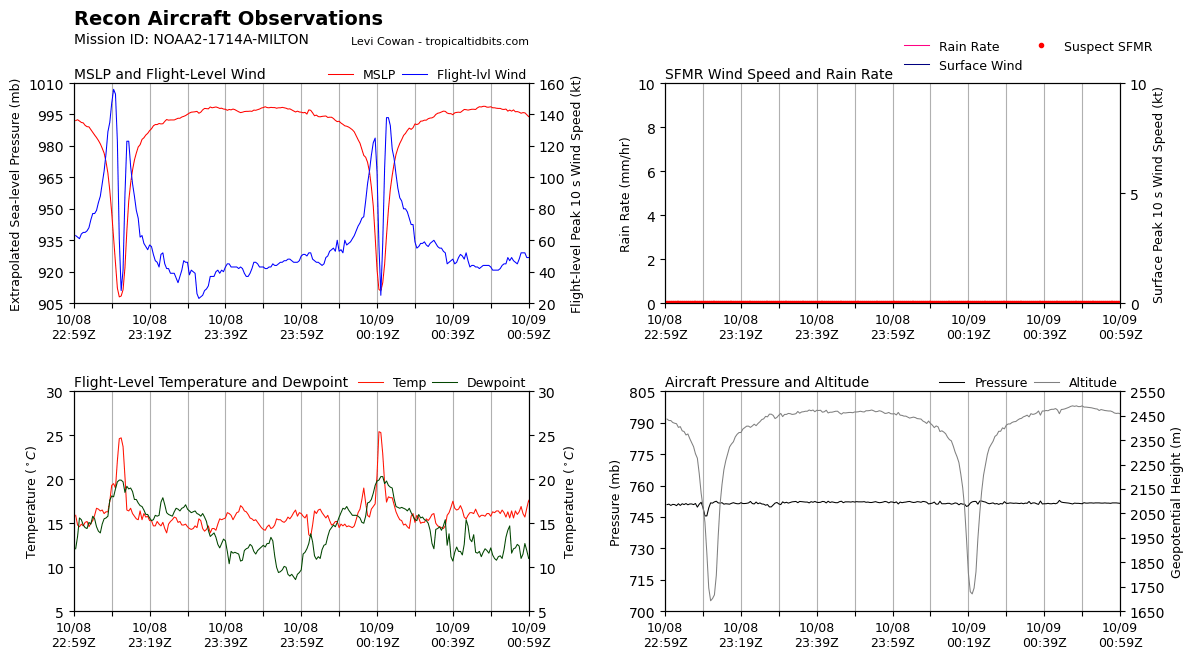 Recon Aircraft Observations
Mission ID: NOAA2-1714A-MILTON
Levi Cowan - tropicaltidbits.com
MSLP and Flight-Level Wind
MSLP
Flight-lvl Wind
Extrapolated Sea-level Pressure (mb)
1010
995
980
965
950
935
920
905
160
140
120
100
80
60
40
20
Flight-level Peak 10 s Wind Speed (kt)
10/08 10/08 10/08 10/08 10/09 10/09 10/09
22:59Z 23:19Z 23:39Z 23:59Z 00:19Z 00:39Z 00:59Z
SFMR Wind Speed and Rain Rate
Rain Rate
Surface Wind
Suspect SFMR
Rain Rate (mm/hr)
10
8
6
4
2
0
10
5
0
Surface Peak 10 s Wind Speed (kt)
10/08 10/08 10/08 10/08 10/09 10/09 10/09
22:59Z 23:19Z 23:39Z 23:59Z 00:19Z 00:39Z 00:59Z
Flight-Level Temperature and Dewpoint
Temp
Dewpoint
Temperature (°C)
30
25
20
15
10
5
30
25
20
15
10
5
Temperature (°C)
10/08 10/08 10/08 10/08 10/09 10/09 10/09
22:59Z 23:19Z 23:39Z 23:59Z 00:19Z 00:39Z 00:59Z
Aircraft Pressure and Altitude
Pressure
Altitude
Pressure (mb)
805
790
775
760
745
730
715
700
2550
2450
2350
2250
2150
2050
1950
1850
1750
1650
Geopotential Height (m)
10/08 10/08 10/08 10/08 10/09 10/09 10/09
22:59Z 23:19Z 23:39Z 23:59Z 00:19Z 00:39Z 00:59Z